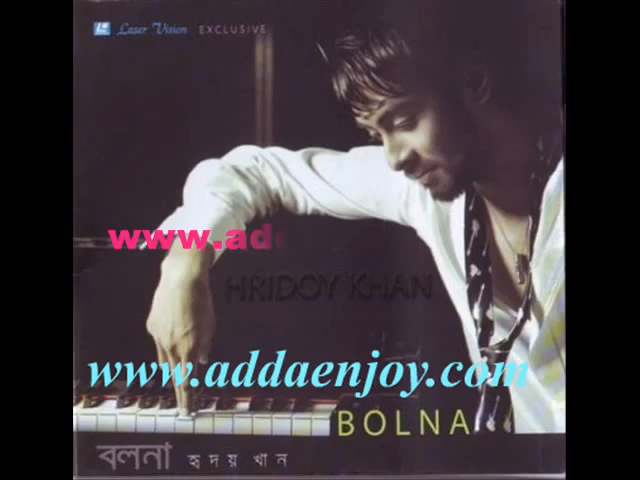 Laser Vision EXCLUSIVE
www.ad
HRIDOY KHAN
www.addaenjoy.com
BOLNA
বলনা হৃদয় খান